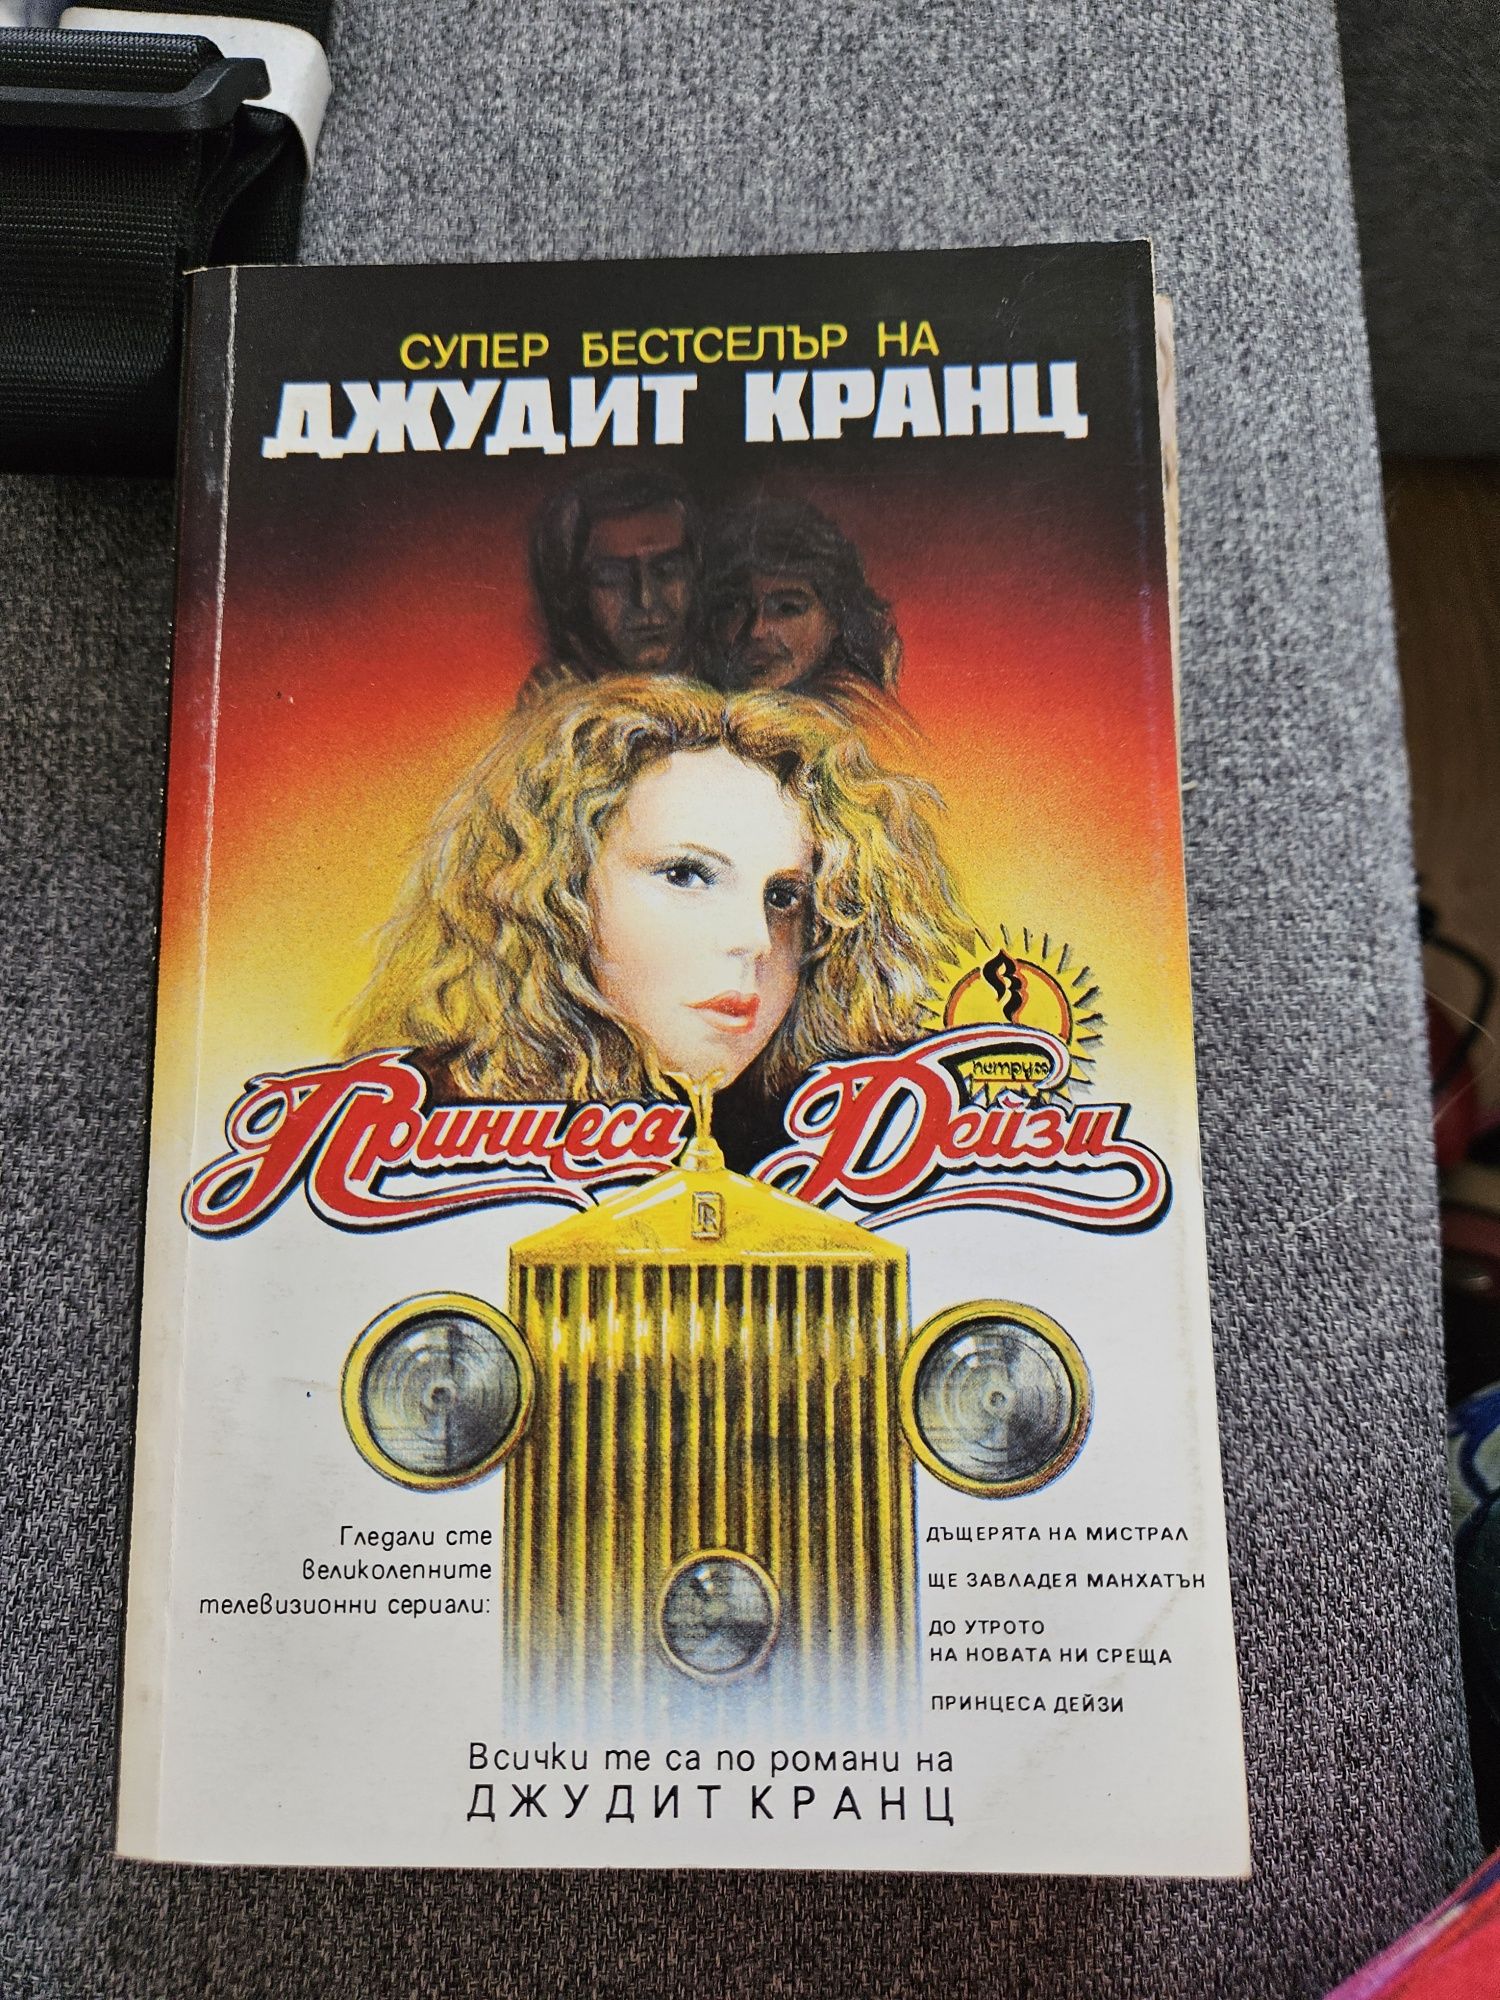 СУПЕР БЕСТСЕЛЪР НА
ДЖУДИТ КРАНЦ
петрух
Принцеса Дейзи
Гледали сте
великолепните
телевизионни сериали:
ДЪЩЕРЯТА НА МИСТРАЛ
ЩЕ ЗАВЛАДЕЯ МАНХАТЪН
ДО УТРОТО
НА НОВАТА НИ СРЕЩА
ПРИНЦЕСА ДЕЙЗИ
Всички те са по романи на
ДЖУДИТ КРАНЦ